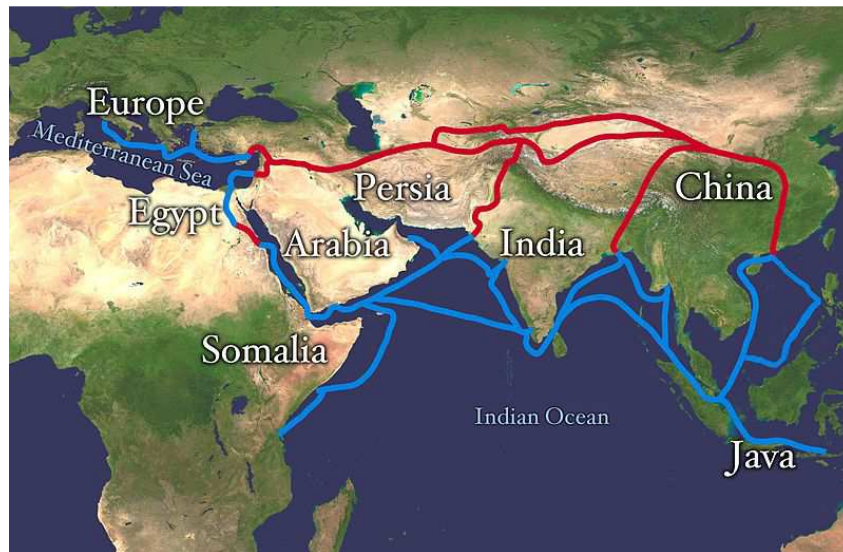 Europe
Mediterranean Sea
Egypt
Persia
China
Arabia
India
Somalia
Indian Ocean
Java